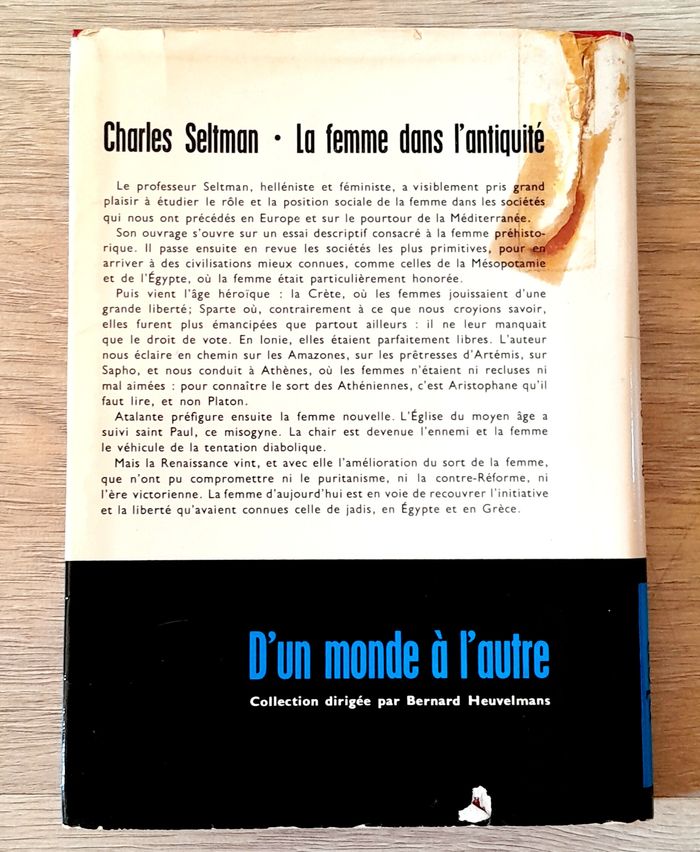 Charles Seltman • La femme dans l'antiquité
Le professeur Seltman, helléniste et féministe, a visiblement pris grand
plaisir à étudier le rôle et la position sociale de la femme dans les sociétés
qui nous ont précédés en Europe et sur le pourtour de la Méditerranée.
Son ouvrage s'ouvre sur un essai descriptif consacré à la femme préhisto-
rique. Il passe ensuite en revue les sociétés les plus primitives, pour en
arriver à des civilisations mieux connues, comme celles de la Mésopotamie
et de l'Égypte, où la femme était particulièrement honorée.
Puis vient l'âge héroïque : la Crète, où les femmes jouissaient d'une
grande liberté; Sparte où, contrairement à ce que nous croyions savoir,
elles furent plus émancipées que partout ailleurs : il ne leur manquait
que le droit de vote. En Ionie, elles étaient parfaitement libres. L'auteur
nous éclaire en chemin sur les Amazones, sur les prêtresses d'Artémis, sur
Sapho, et nous conduit à Athènes, où les femmes n'étaient ni recluses ni
mal aimées : pour connaître le sort des Athéniennes, c'est Aristophane qu'il
faut lire, et non Platon.
Atalante préfigure ensuite la femme nouvelle. L'Église du moyen âge a
suivi saint Paul, ce misogyne. La chair est devenue l'ennemi et la femme
le véhicule de la tentation diabolique.
Mais la Renaissance vint, et avec elle l'amélioration du sort de la femme,
que n'ont pu compromettre ni le puritanisme, ni la contre-Réforme, ni
l'ère victorienne. La femme d'aujourd'hui est en voie de recouvrer l'initiative
et la liberté qu'avaient connues celle de jadis, en Égypte et en Grèce.
D'un monde à l'autre
Collection dirigée par Bernard Heuvelmans